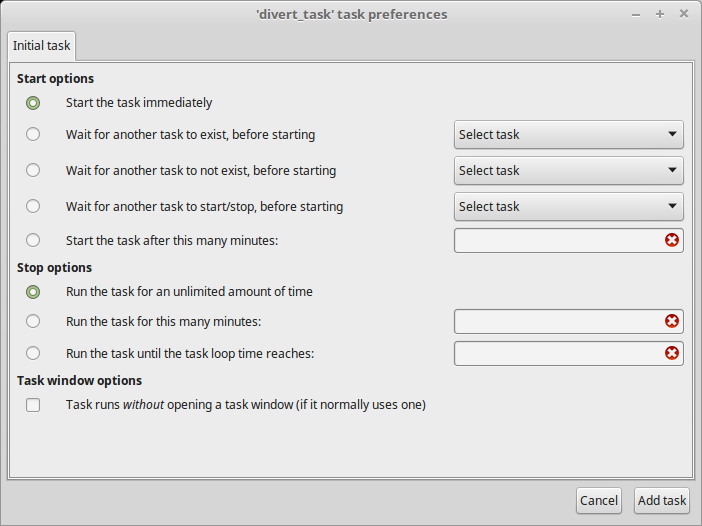 'divert_task' task preferences
Initial task
Start options
Start the task immediately
Wait for another task to exist, before starting Select task
Wait for another task to not exist, before starting Select task
Wait for another task to start/stop, before starting Select task
Start the task after this many minutes:
Stop options
Run the task for an unlimited amount of time
Run the task for this many minutes:
Run the task until the task loop time reaches:
Task window options
Task runs without opening a task window (if it normally uses one)
Cancel Add task